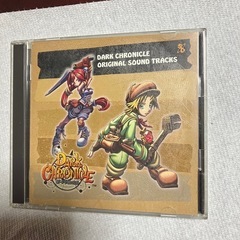 DARK CHRONICLE
ORIGINAL SOUND TRACKS
DARK
CHRONICLE